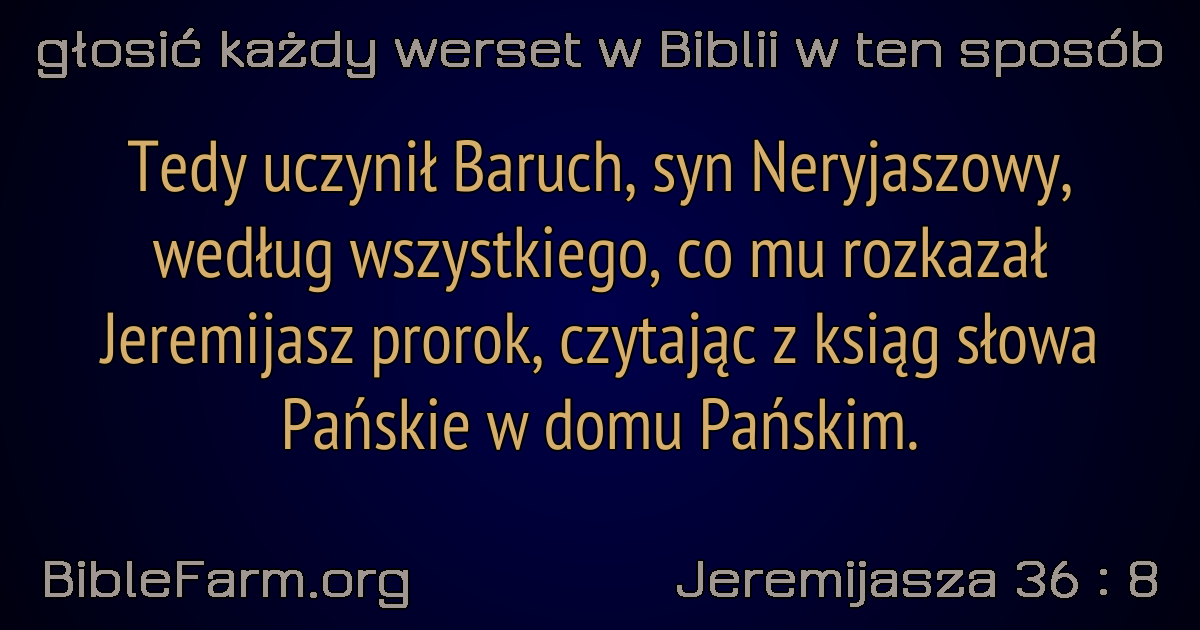 głosić każdy werset w Biblii w ten sposób
Tedy uczynił Baruch, syn Neryjaszowy,
według wszystkiego, co mu rozkazał
Jeremijasz prorok, czytając z ksiąg słowa
Pańskie w domu Pańskim.
BibleFarm.org
Jeremijasza 36 : 8